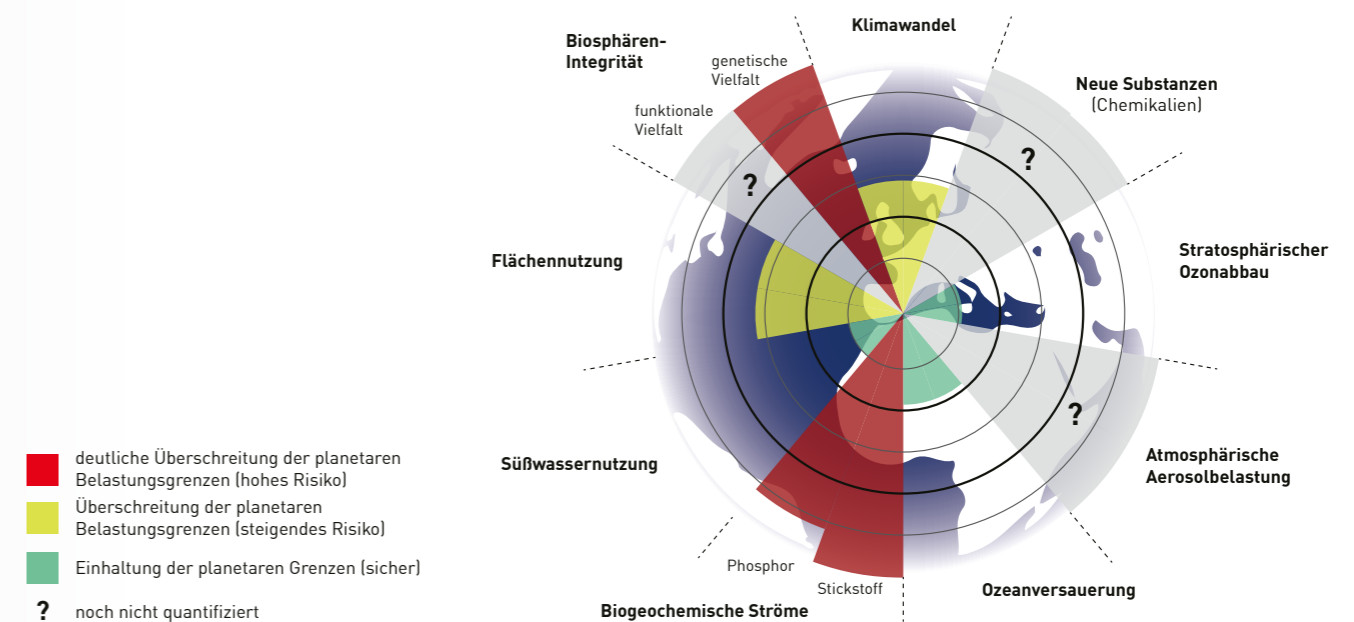 Klimawandel
Biosphären-
Integrität
genetische
Vielfalt
funktionale
Vielfalt
Neue Substanzen
(Chemikalien)
?
?
Flächennutzung
Stratosphärischer
Ozonabbau
?
Süßwassernutzung
Atmosphärische
Aerosolbelastung
Phosphor
Stickstoff
Ozeanversauerung
Biogeochemische Ströme
deutliche Überschreitung der planetaren
Belastungsgrenzen (hohes Risiko)
Überschreitung der planetaren
Belastungsgrenzen (steigendes Risiko)
Einhaltung der planetaren Grenzen (sicher)
? noch nicht quantifiziert